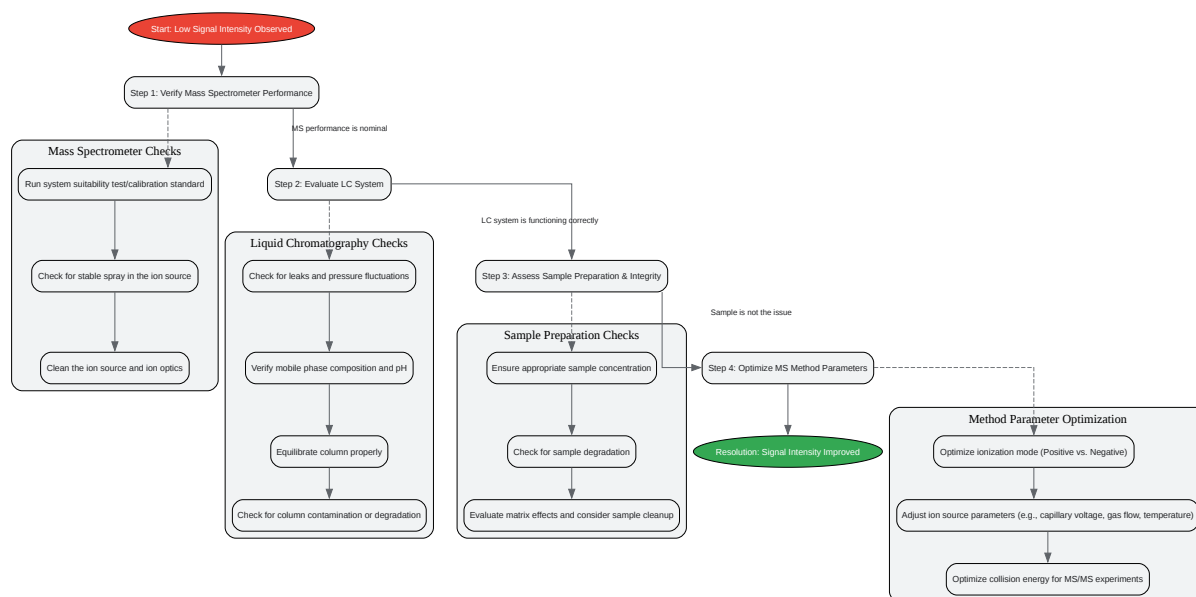 Start: Low Signal Intensity Observed
Step 1: Verify Mass Spectrometer Performance
MS performance is nominal
Mass Spectrometer Checks
Run system suitability test/calibration standard
Check for stable spray in the ion source
Clean the ion source and ion optics
Step 2: Evaluate LC System
LC system is functioning correctly
Liquid Chromatography Checks
Check for leaks and pressure fluctuations
Verify mobile phase composition and pH
Equilibrate column properly
Check for column contamination or degradation
Step 3: Assess Sample Preparation & Integrity
Sample is not the issue
Sample Preparation Checks
Ensure appropriate sample concentration
Check for sample degradation
Evaluate matrix effects and consider sample cleanup
Step 4: Optimize MS Method Parameters
Resolution: Signal Intensity Improved
Method Parameter Optimization
Optimize ionization mode (Positive vs. Negative)
Adjust ion source parameters (e.g., capillary voltage, gas flow, temperature)
Optimize collision energy for MS/MS experiments